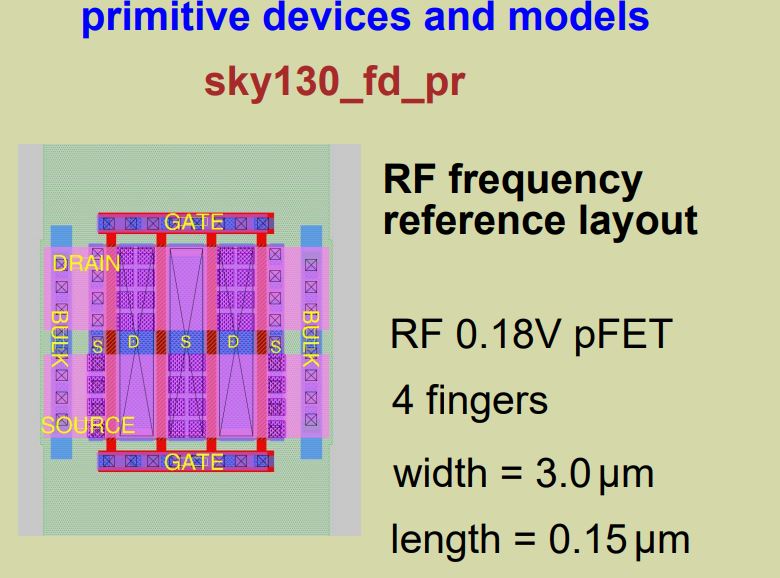 primitive devices and models
sky130_fd_pr
RF frequency
reference layout
GATE
DRAIN
BULK
BULK
S
D
S
D
S
SOURCE
GATE
RF 0.18V pFET
4 fingers
width = 3.0 µm
length = 0.15 µm